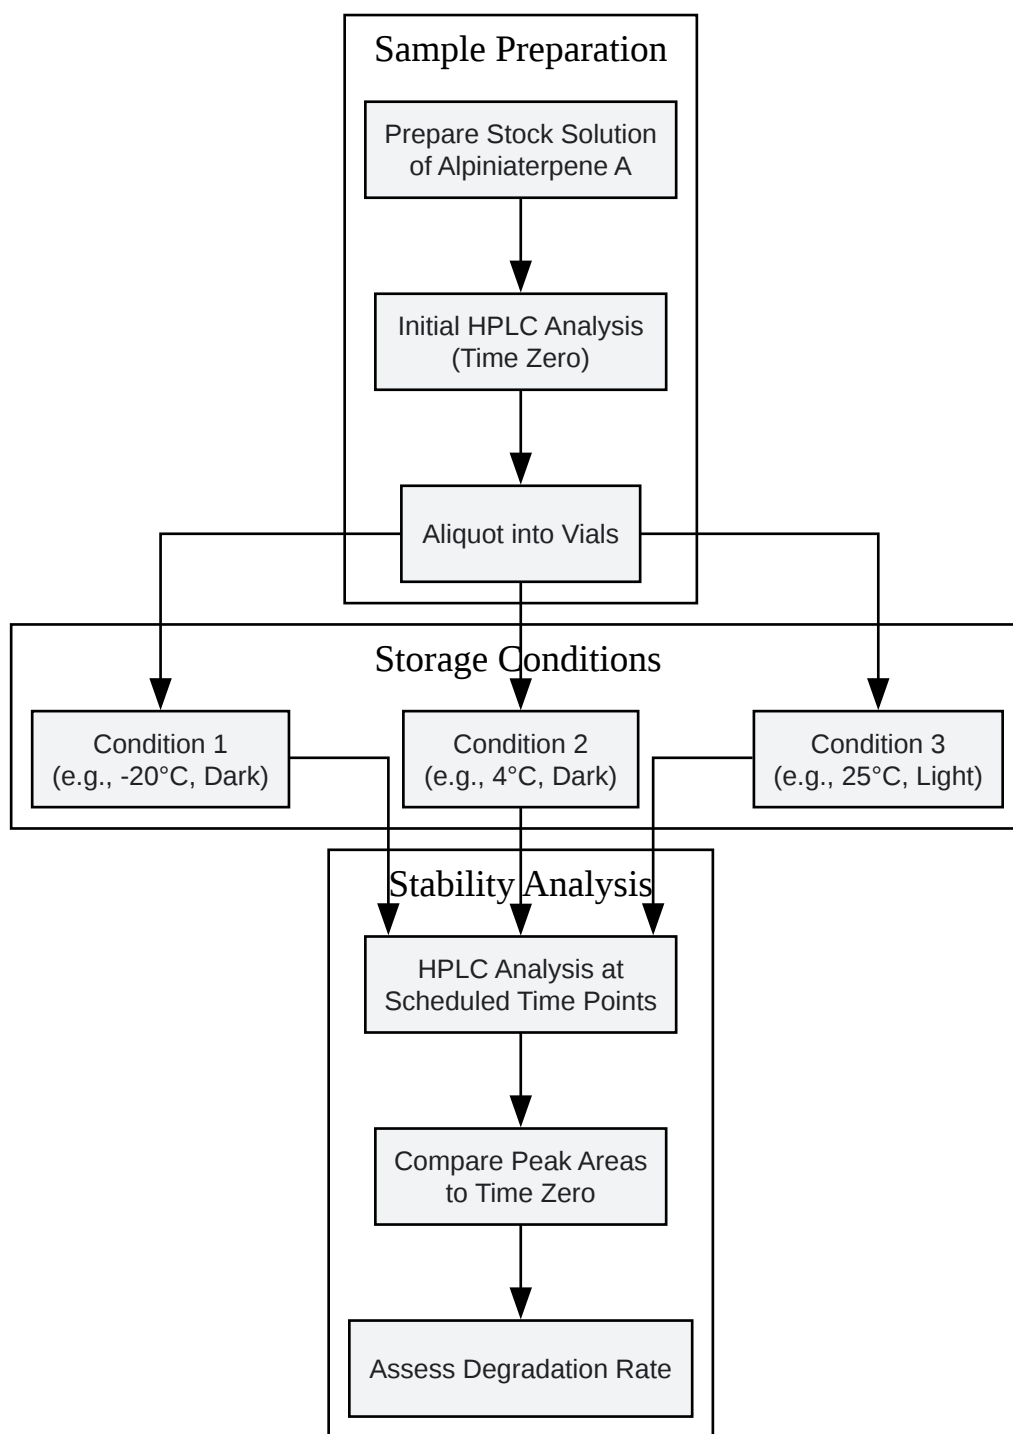 Sample Preparation
Prepare Stock Solution
of Alpiniaterpene A
Initial HPLC Analysis
(Time Zero)
Aliquot into Vials
Storage Conditions
Condition 1
(e.g., -20°C, Dark)
Condition 2
(e.g., 4°C, Dark)
Condition 3
(e.g., 25°C, Light)
Stability Analysis
HPLC Analysis at
Scheduled Time Points
Compare Peak Areas
to Time Zero
Assess Degradation Rate